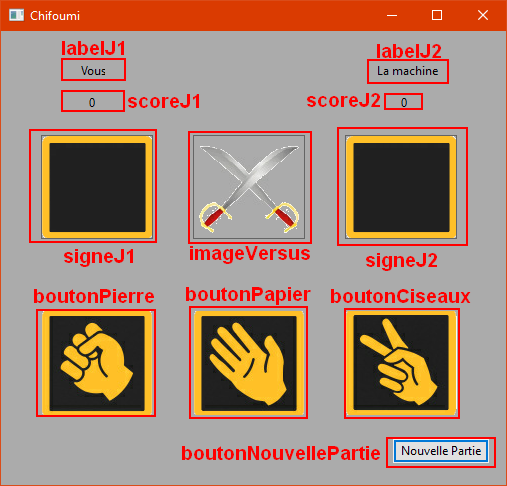 Chifoumi
labelJ1
labelJ2
Vous
La machine
0
scoreJ1
scoreJ2
0
signeJ1
imageVersus
signeJ2
boutonPierre
boutonPapier
boutonCiseaux
boutonNouvellePartie
Nouvelle Partie